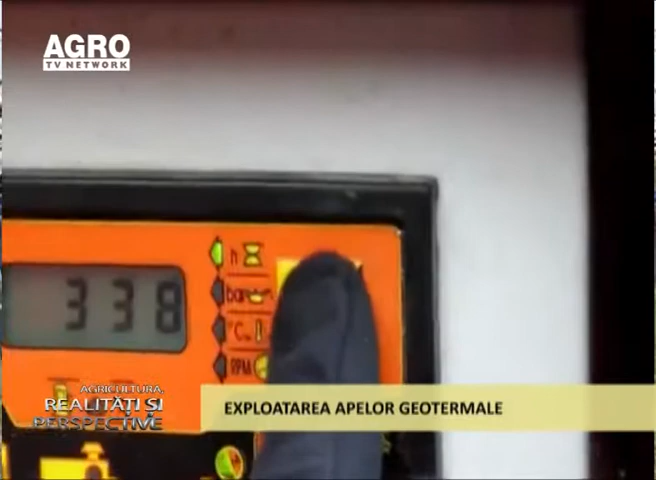 AGRO
TV NETWORK
h
bar
338
°C
RPM
AGRICULTURA,
REALITĂȚI ȘI
PERSPECTIVE
EXPLOATAREA APELOR GEOTERMALE